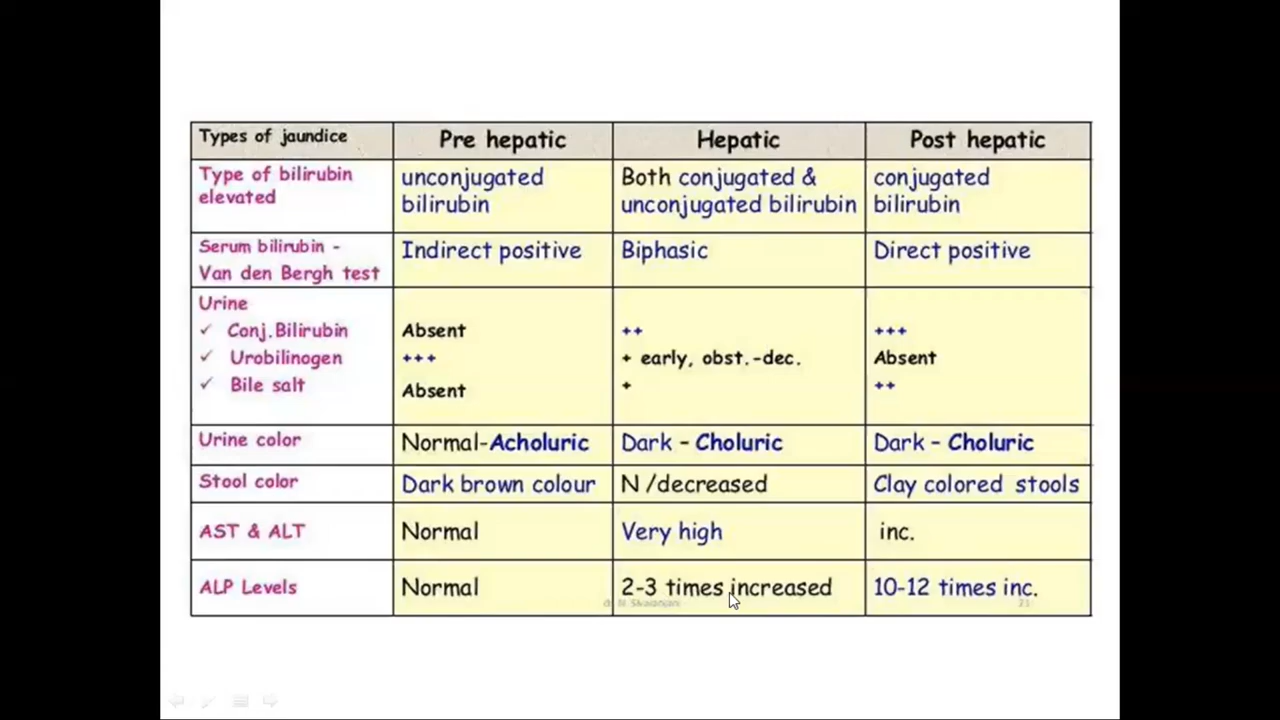 Types of jaundice Pre hepatic Hepatic Post hepatic
Type of bilirubin elevated unconjugated bilirubin Both conjugated & unconjugated bilirubin conjugated bilirubin
Serum bilirubin - Van den Bergh test Indirect positive Biphasic Direct positive
Urine
✓ Conj.Bilirubin Absent ++ +++
✓ Urobilinogen +++ + early, obst.-dec. Absent
✓ Bile salt Absent + ++
Urine color Normal-Acholuric Dark - Choluric Dark - Choluric
Stool color Dark brown colour N /decreased Clay colored stools
AST & ALT Normal Very high inc.
ALP Levels Normal 2-3 times increased 10-12 times inc.
21